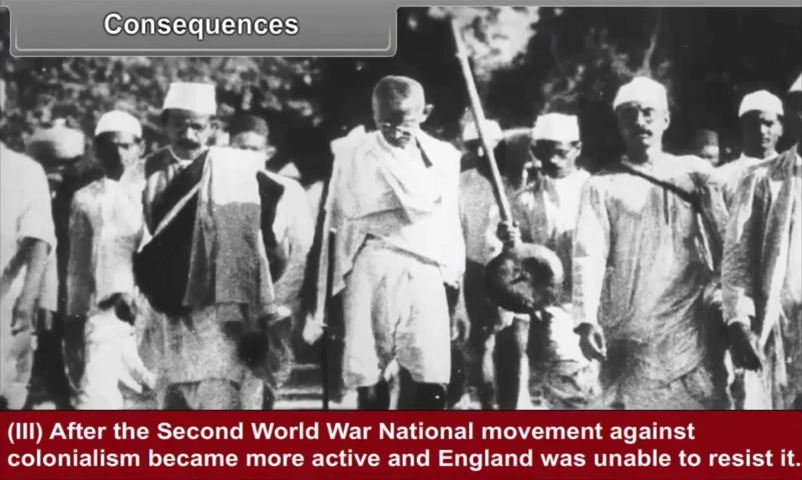 Consequences
(III) After the Second World War National movement against
colonialism became more active and England was unable to resist it.